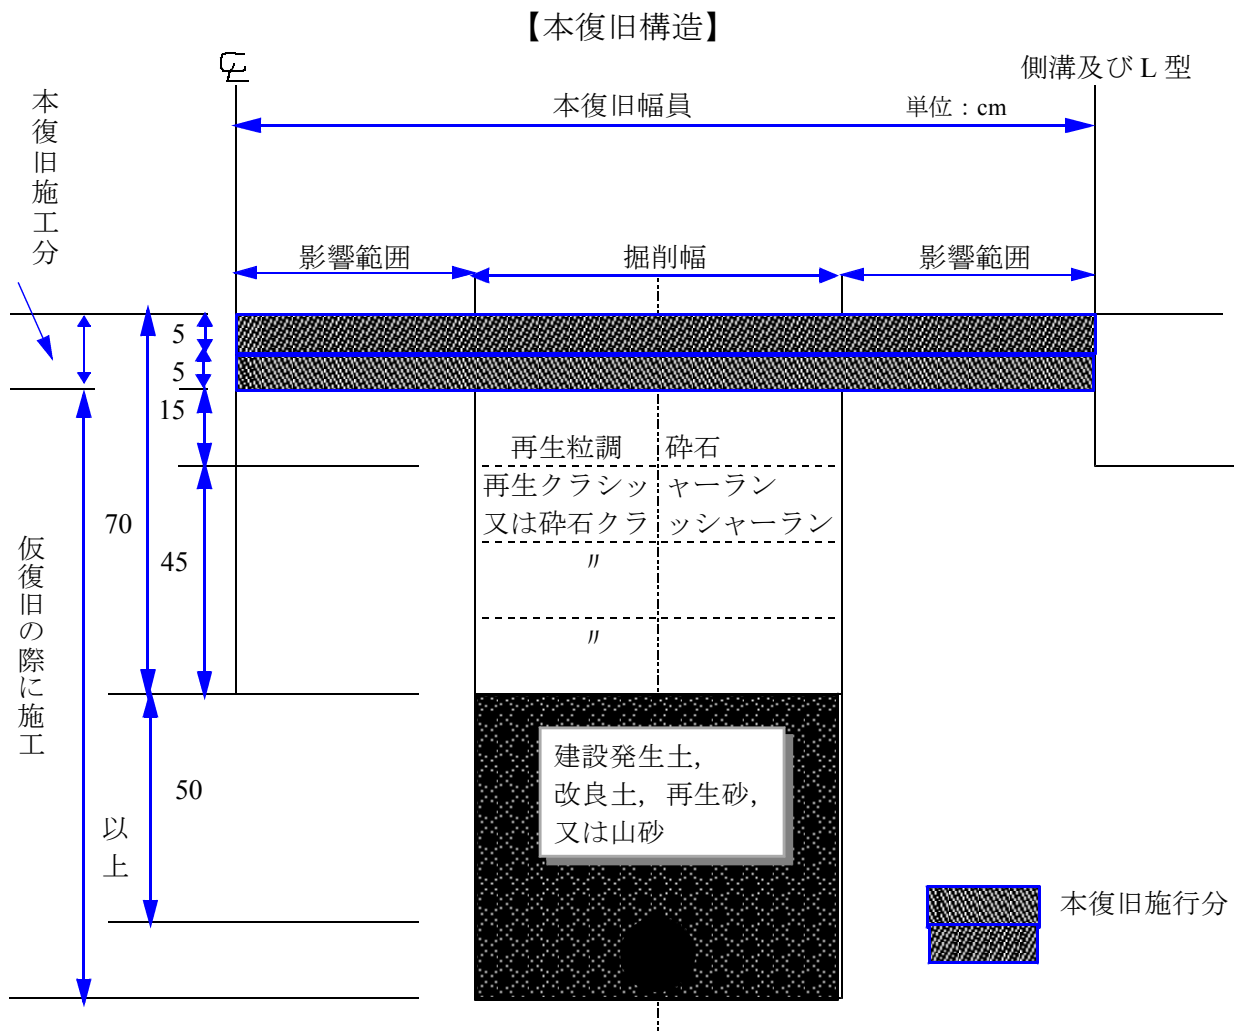 【本復旧構造】
℄
側溝及び L 型
本復旧幅員
単位：cm
本復旧施工分
影響範囲
掘削幅
影響範囲
5
5
15
再生粒調 砕石
再生クラシッャーラン
又は砕石クラッシャーラン
70
45
〃
〃
仮復旧の際に施工
建設発生土，
改良土，再生砂，
又は山砂
50
以上
本復旧施行分